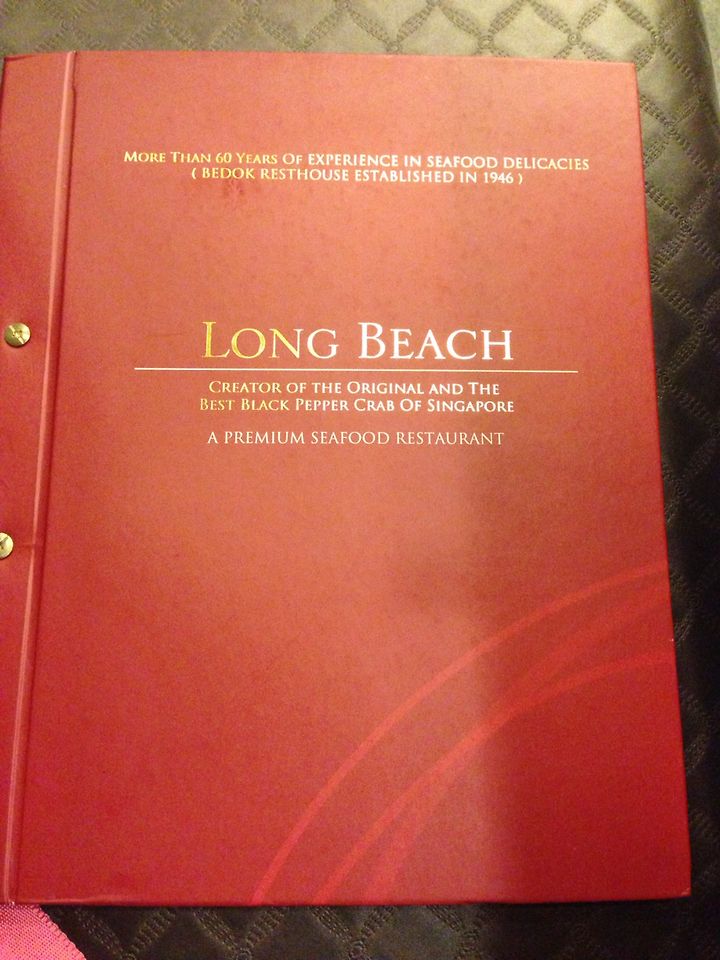 More Than 60 Years Of EXPERIENCE IN SEAFOOD DELICACIES
( BEDOK RESTHOUSE ESTABLISHED IN 1946 )
LONG BEACH
CREATOR OF THE ORIGINAL AND THE
BEST BLACK PEPPER CRAB OF SINGAPORE
A PREMIUM SEAFOOD RESTAURANT